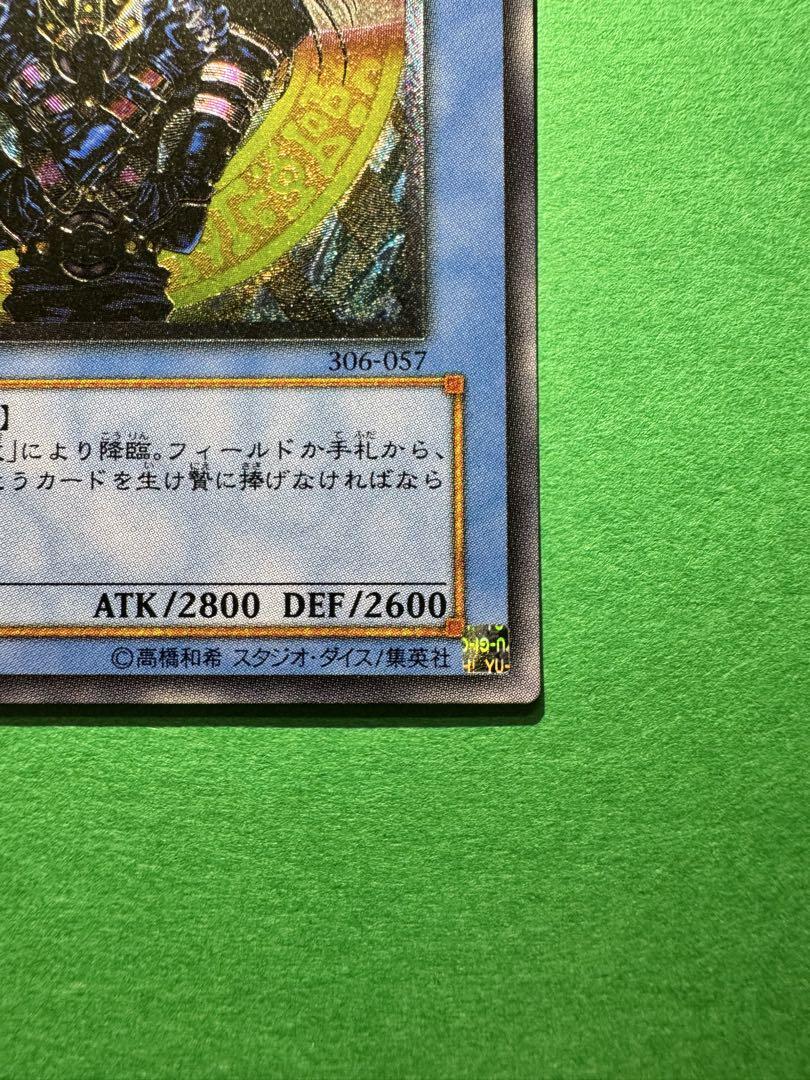 306-057
】
」により降臨。フィールドか手札から、
うカードを生け贄に捧げなければなら
ATK/2800 DEF/2600
©高橋和希 スタジオ・ダイス/集英社